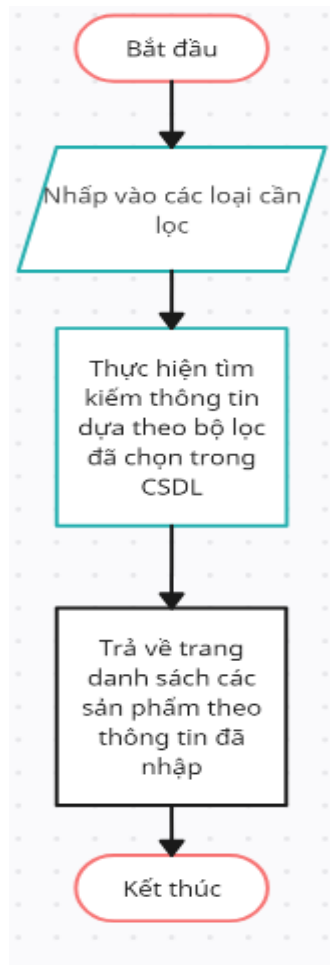 Bắt đầu
Nhấp vào các loại cần
lọc
Thực hiện tìm
kiếm thông tin
dựa theo bộ lọc
đã chọn trong
CSDL
Trả về trang
danh sách các
sản phẩm theo
thông tin đã
nhập
Kết thúc